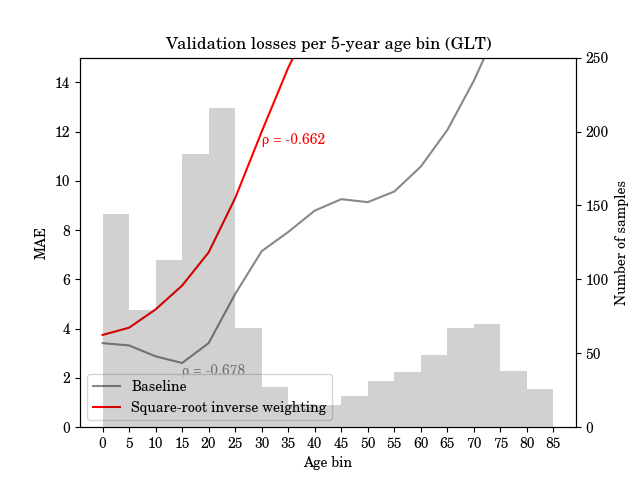 Validation losses per 5-year age bin (GLT)
14
12
10
8
6
4
2
0
MAE
250
200
150
100
50
0
Number of samples
ρ = -0.662
ρ = -0.678
Baseline
Square-root inverse weighting
0 5 10 15 20 25 30 35 40 45 50 55 60 65 70 75 80 85
Age bin